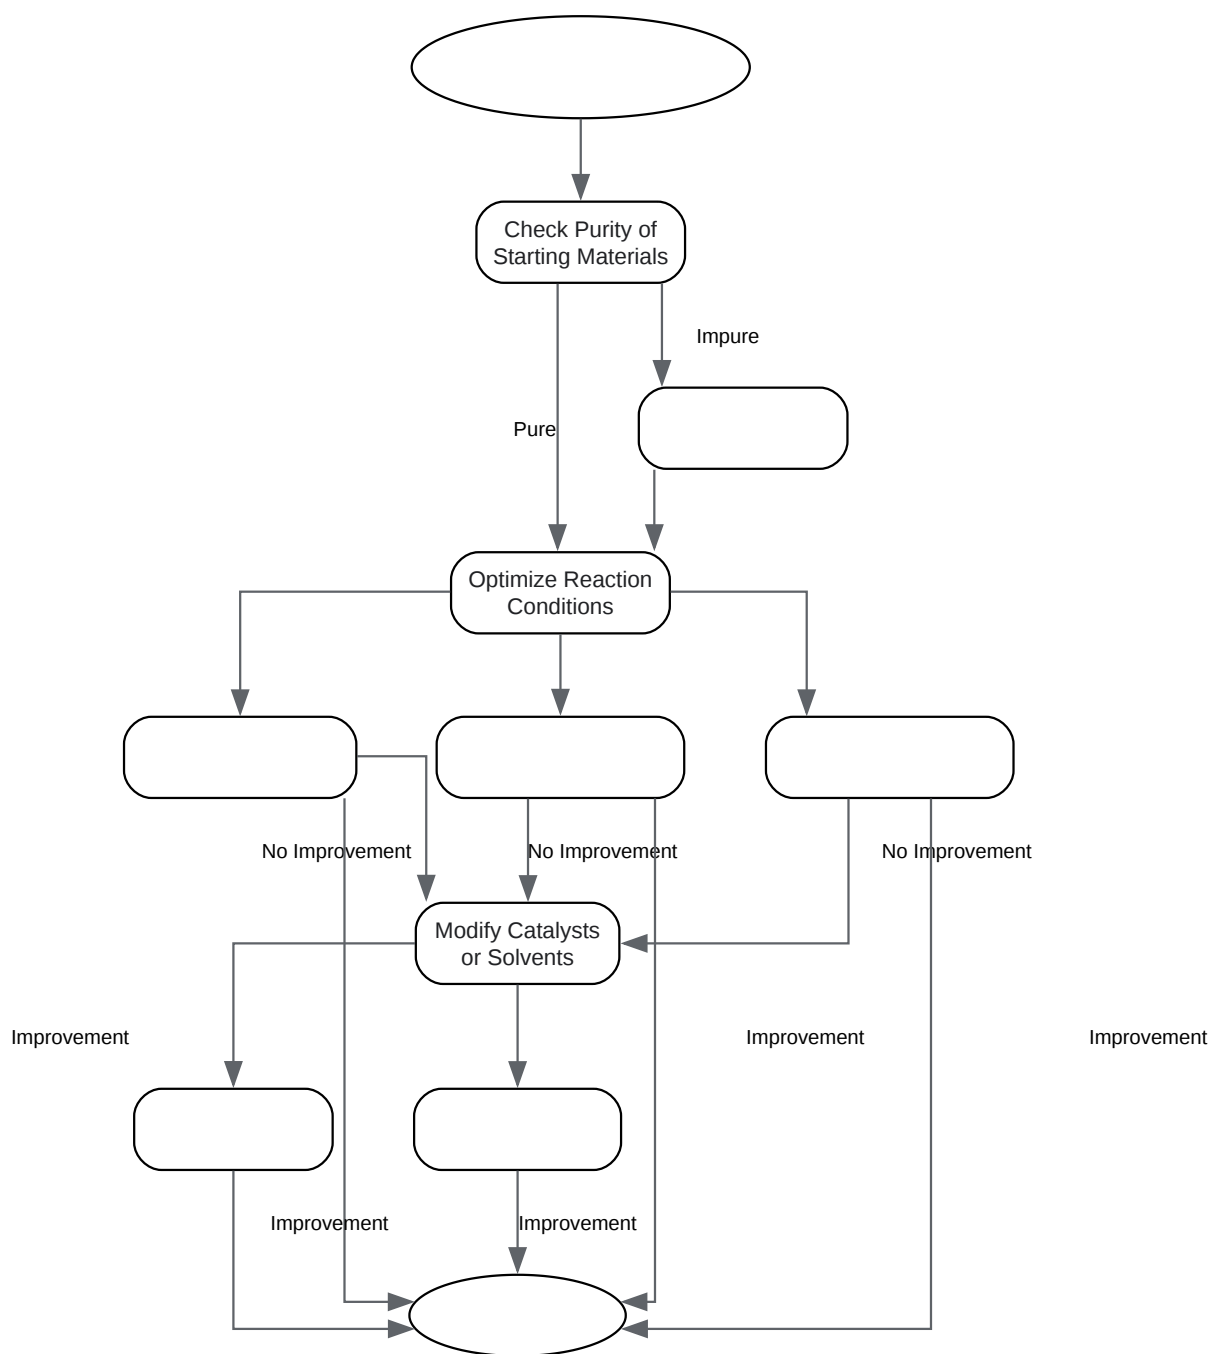 Check Purity of
Starting Materials
Impure
Pure
Optimize Reaction
Conditions
No Improvement
No Improvement
No Improvement
Modify Catalysts
or Solvents
Improvement
Improvement
Improvement
Improvement
Improvement